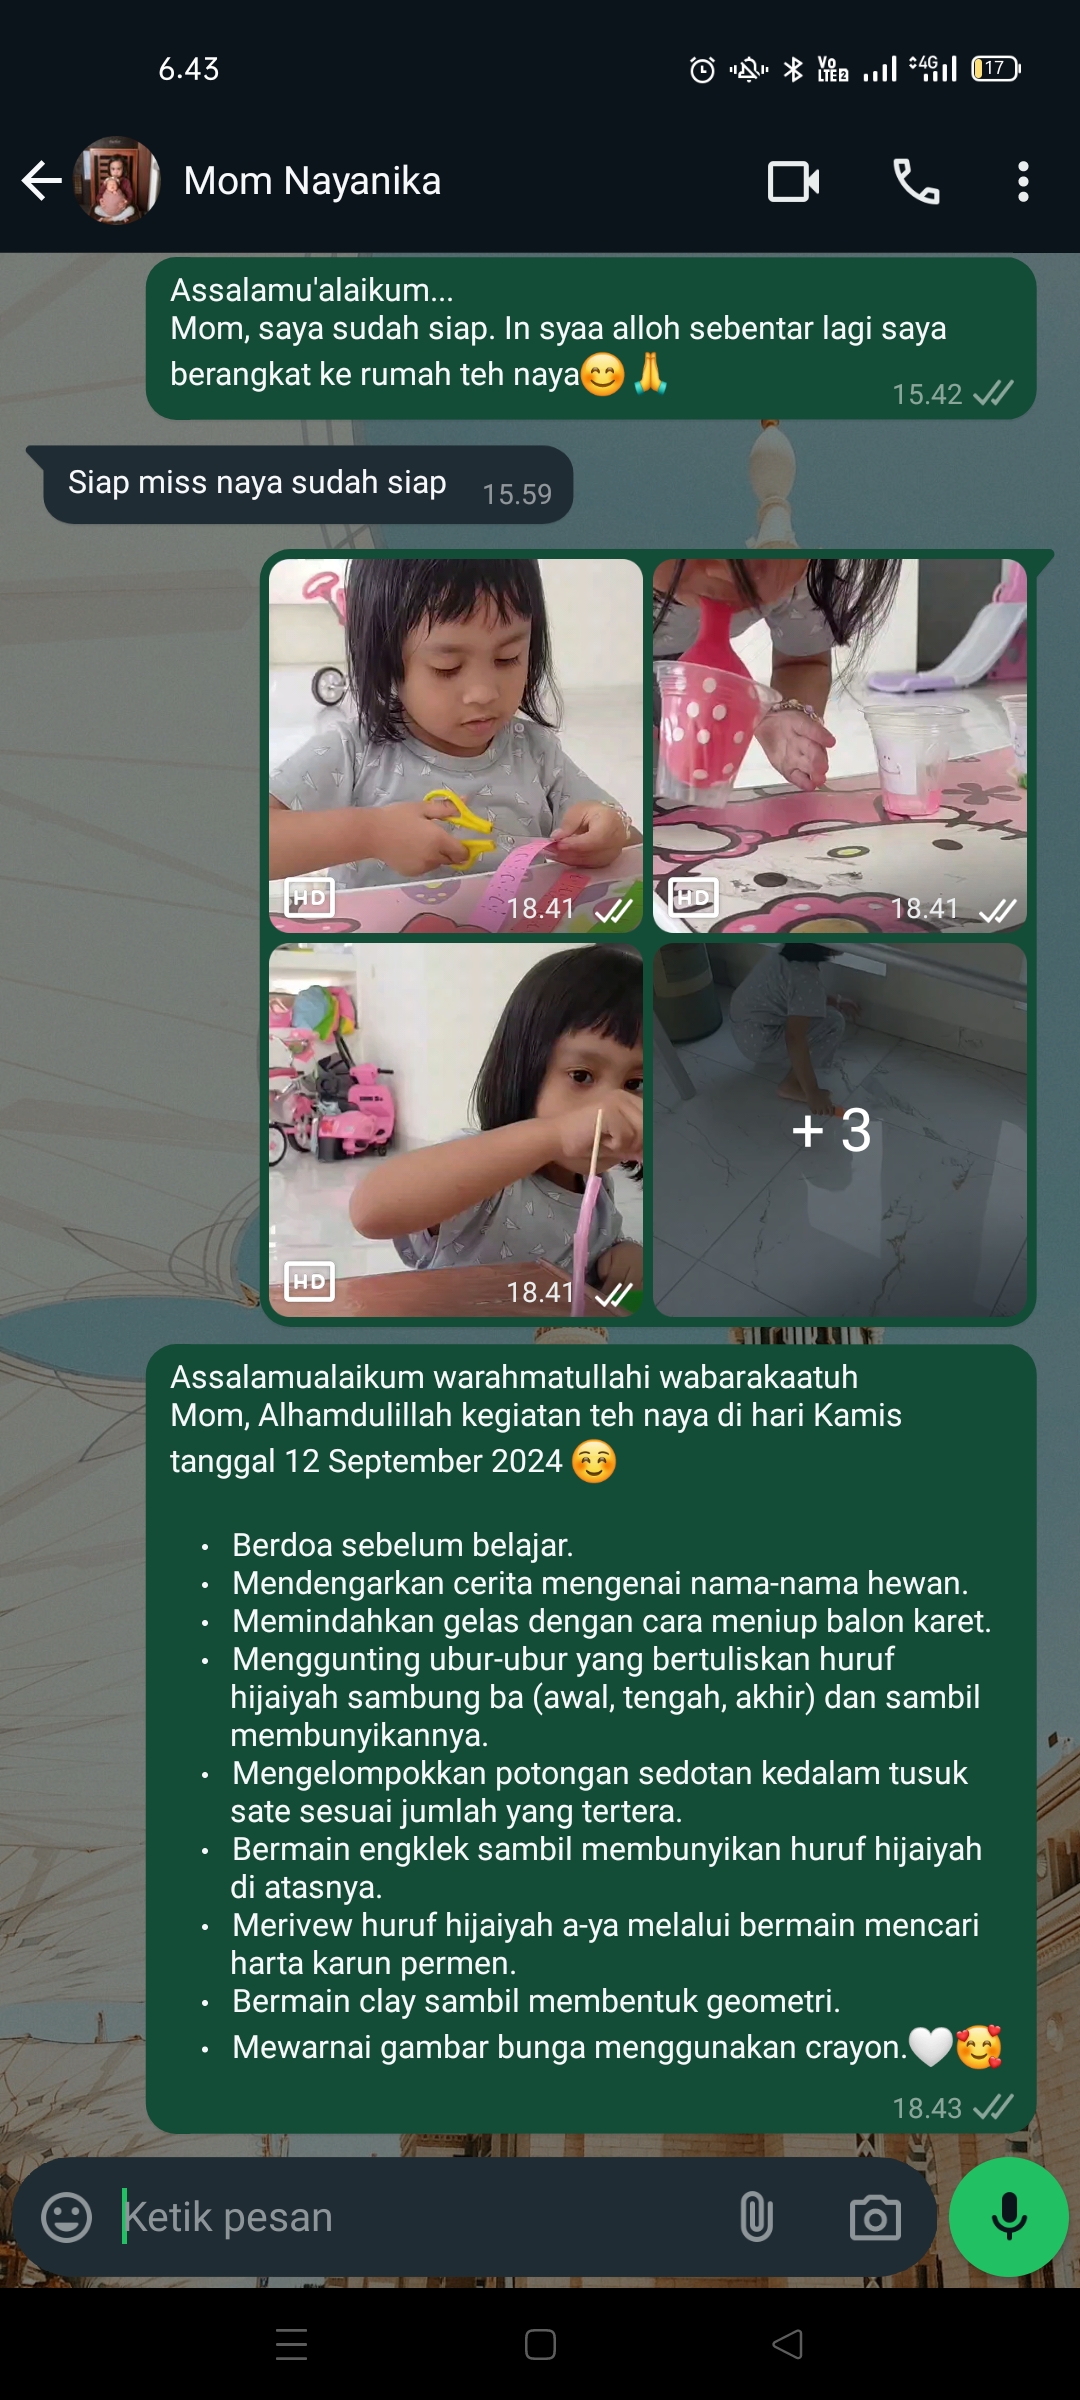 6.43
Vo LTE2 4G 17
Mom Nayanika
Assalamu'alaikum...
Mom, saya sudah siap. In syaa alloh sebentar lagi saya
berangkat ke rumah teh naya😊🙏
15.42
Siap miss naya sudah siap
15.59
HD 18.41
HD 18.41
HD 18.41
+ 3
Assalamualaikum warahmatullahi wabarakaatuh
Mom, Alhamdulillah kegiatan teh naya di hari Kamis
tanggal 12 September 2024 ☺️
• Berdoa sebelum belajar.
• Mendengarkan cerita mengenai nama-nama hewan.
• Memindahkan gelas dengan cara meniup balon karet.
• Menggunting ubur-ubur yang bertuliskan huruf
hijaiyah sambung ba (awal, tengah, akhir) dan sambil
membunyikannya.
• Mengelompokkan potongan sedotan kedalam tusuk
sate sesuai jumlah yang tertera.
• Bermain engklek sambil membunyikan huruf hijaiyah
di atasnya.
• Merivew huruf hijaiyah a-ya melalui bermain mencari
harta karun permen.
• Bermain clay sambil membentuk geometri.
• Mewarnai gambar bunga menggunakan crayon.🤍🥰
18.43
Ketik pesan